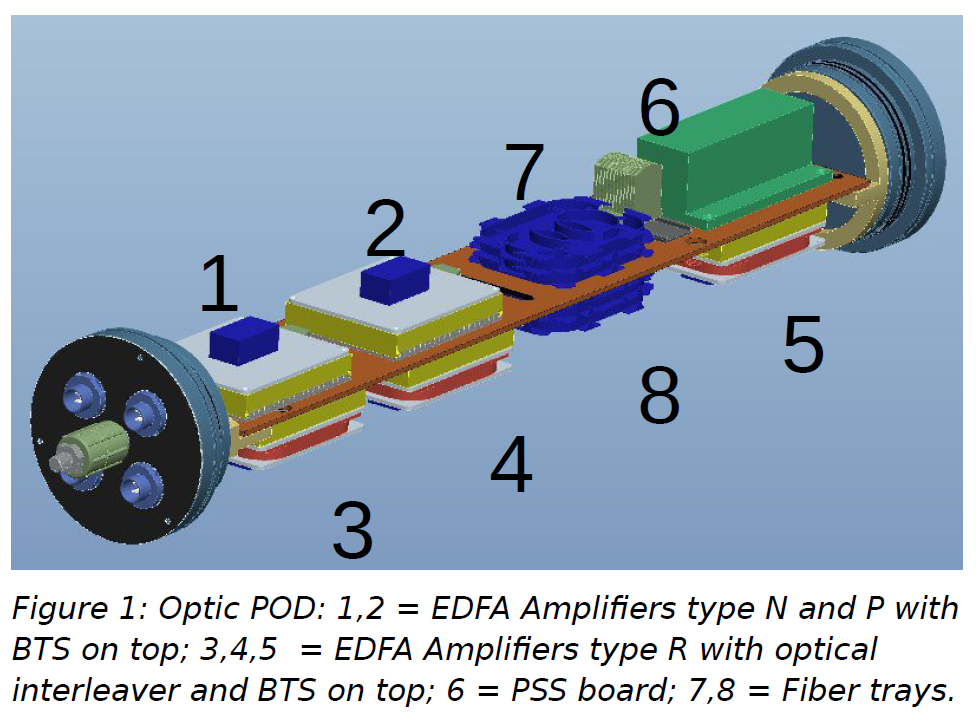 6
7
2
1
5
8
4
3
Figure 1: Optic POD: 1,2 = EDFA Amplifiers type N and P with
BTS on top; 3,4,5  = EDFA Amplifiers type R with optical
interleaver and BTS on top; 6 = PSS board; 7,8 = Fiber trays.